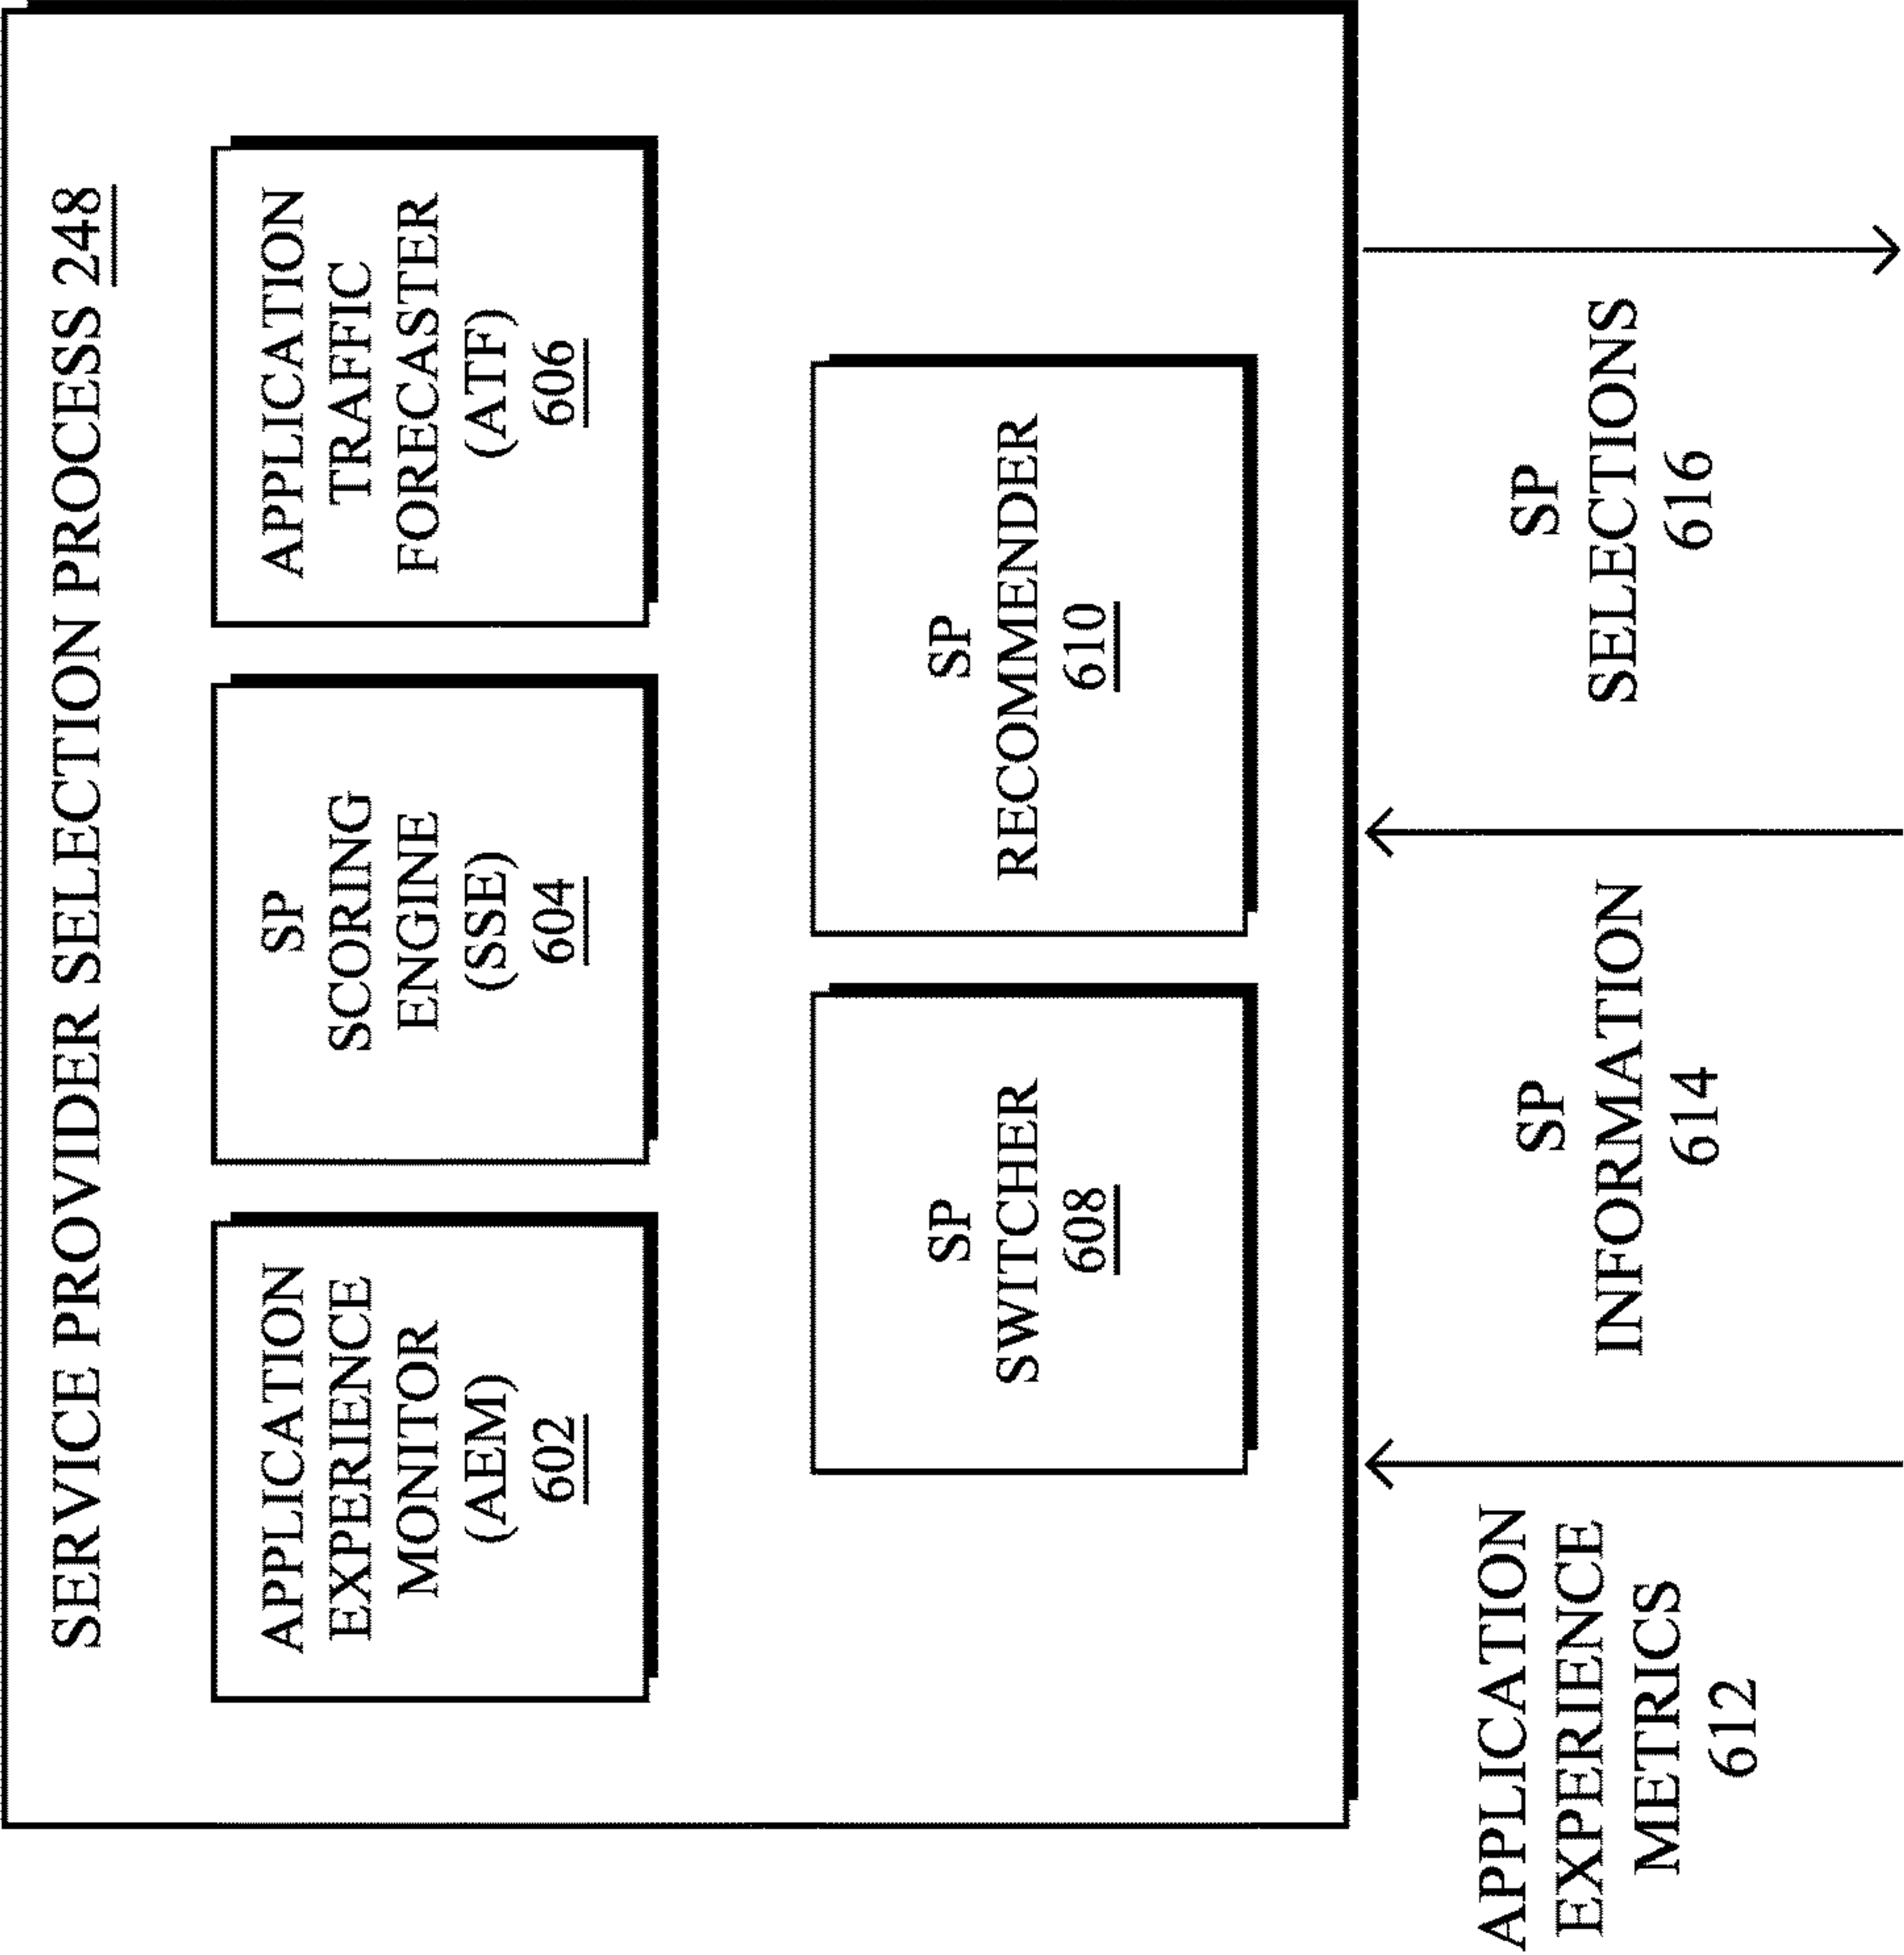 SERVICE PROVIDER SELECTION PROCESS 248
APPLICATION
EXPERIENCE
MONITOR
(AEM)
602
SP
SCORING
ENGINE
(SSE)
604
APPLICATION
TRAFFIC
FORECASTER
(ATF)
606
SP
SWITCHER
608
SP
RECOMMENDER
610
APPLICATION
EXPERIENCE
METRICS
612
SP
INFORMATION
614
SP
SELECTIONS
616